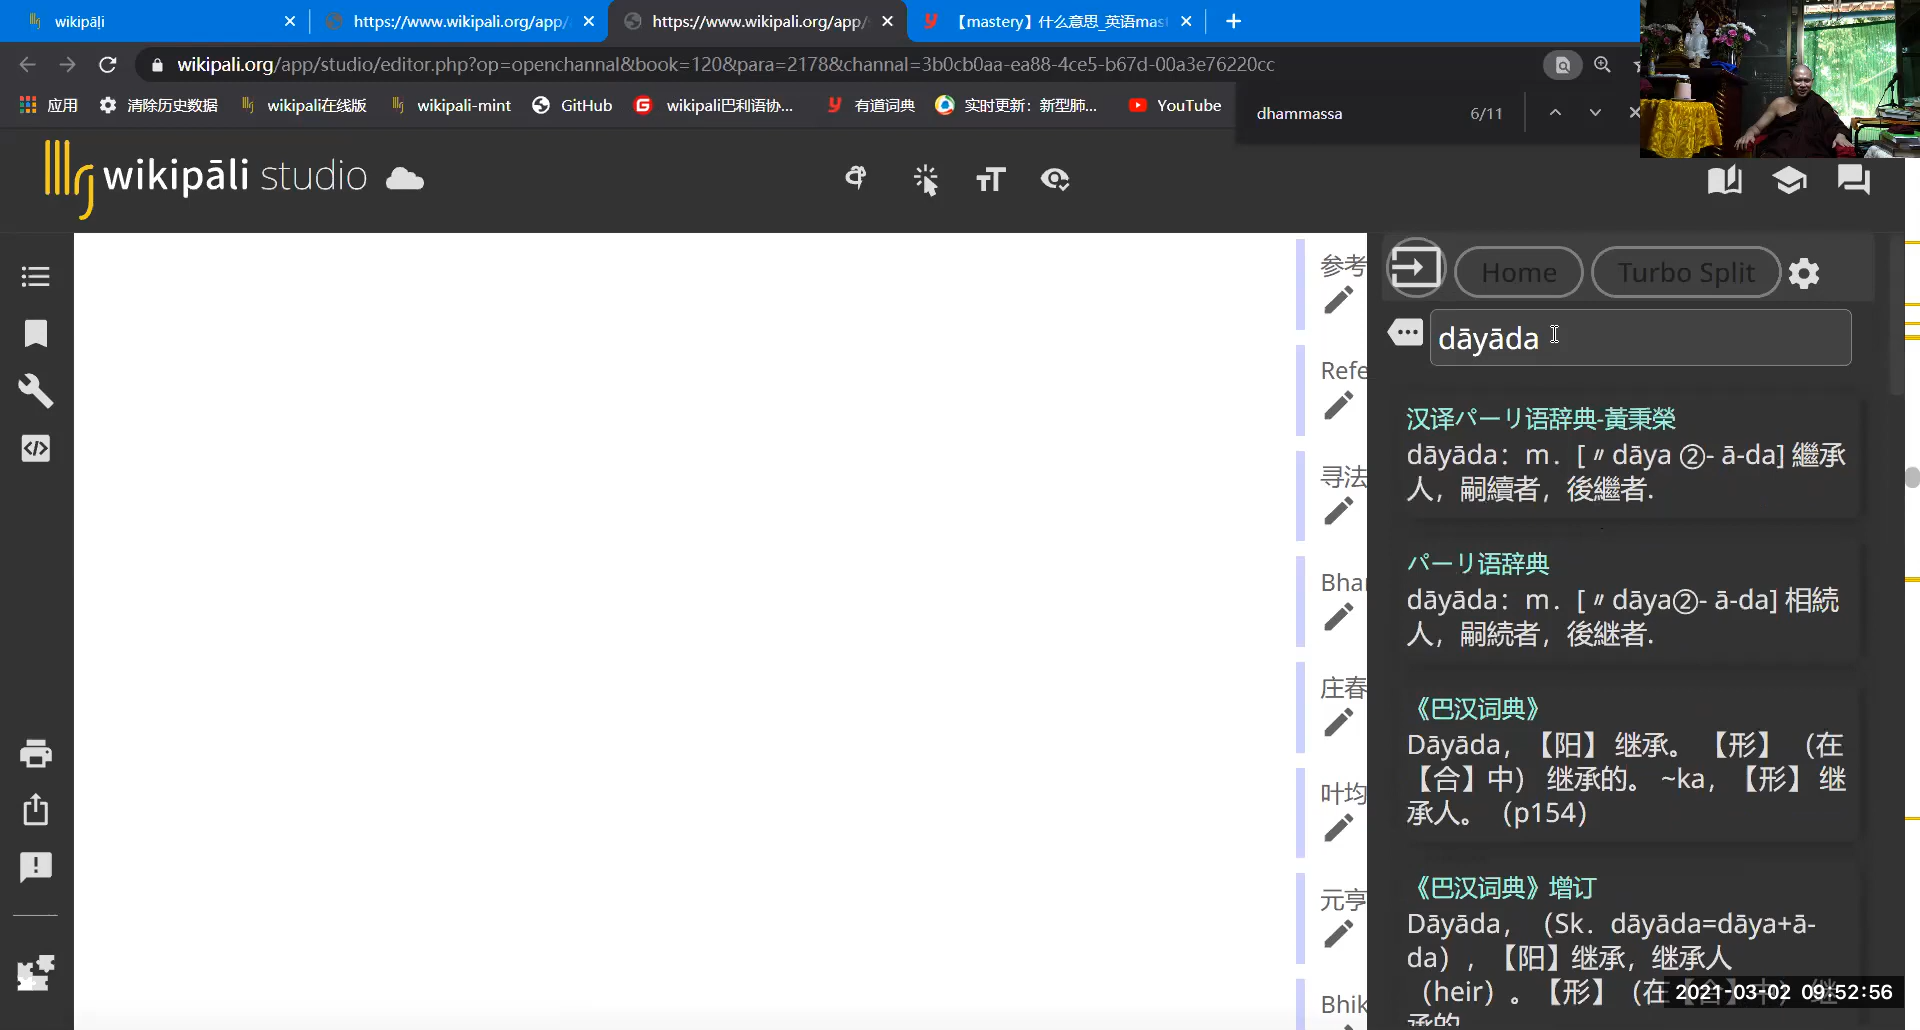 wikipāḷi
https://www.wikipali.org/app/
https://www.wikipali.org/app/
【mastery】什么意思_英语mas
wikipali.org/app/studio/editor.php?op=openchannal&book=120&para=2178&channal=3b0cb0aa-ea88-4ce5-b67d-00a3e76220cc
应用
清除历史数据
wikipali在线版
wikipali-mint
GitHub
wikipali巴利语协...
有道词典
实时更新：新型肺...
YouTube
dhammassa
6/11
wikipāli studio
参考
Refe
寻法
Bhar
庄春
叶均
元亨
Bhik
Home
Turbo Split
dāyāda
汉译パーリ语辞典-黃秉榮
dāyāda：m．[〃dāya ②- ā-da] 繼承
人，嗣續者，後繼者.
パーリ语辞典
dāyāda：m．[〃dāya②- ā-da] 相続
人，嗣続者，後継者.
《巴汉词典》
Dāyāda，【阳】 继承。【形】（在
【合】中） 继承的。 ~ka，【形】 继
承人。（p154）
《巴汉词典》增订
Dāyāda，（Sk．dāyāda=dāya+ā-
da），【阳】继承，继承人
（heir）。【形】（在【合】中）继
承的
2021-03-02 09:52:56